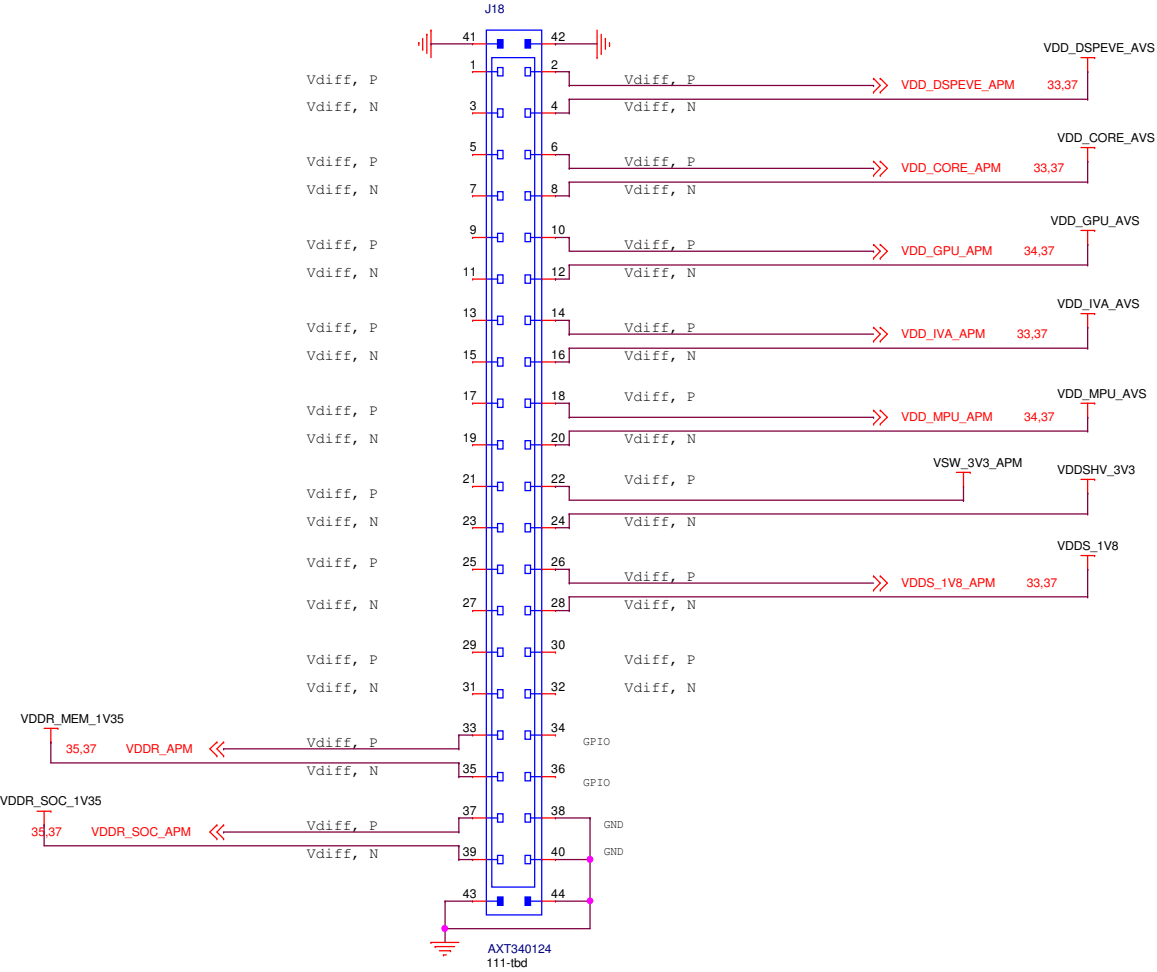 J18
41 42
VDD_DSPEVE_AVS
1 2
Vdiff, P Vdiff, P VDD_DSPEVE_APM 33,37
Vdiff, N 3 4 Vdiff, N
VDD_CORE_AVS
5 6
Vdiff, P Vdiff, P VDD_CORE_APM 33,37
Vdiff, N 7 8 Vdiff, N
VDD_GPU_AVS
9 10
Vdiff, P Vdiff, P VDD_GPU_APM 34,37
Vdiff, N 11 12 Vdiff, N
VDD_IVA_AVS
13 14
Vdiff, P Vdiff, P VDD_IVA_APM 33,37
Vdiff, N 15 16 Vdiff, N
VDD_MPU_AVS
17 18 Vdiff, P
Vdiff, P VDD_MPU_APM 34,37
Vdiff, N 19 20 Vdiff, N
VSW_3V3_APM VDDSHV_3V3
21 22 Vdiff, P
Vdiff, P
Vdiff, N 23 24 Vdiff, N
VDDS_1V8
Vdiff, P 25 26
Vdiff, P VDDS_1V8_APM 33,37
Vdiff, N 27 28 Vdiff, N
29 30
Vdiff, P Vdiff, P
Vdiff, N 31 32 Vdiff, N
VDDR_MEM_1V35
33 34
35,37 VDDR_APM Vdiff, P GPIO
Vdiff, N 35 36
GPIO
VDDR_SOC_1V35
37 38
35,37 VDDR_SOC_APM Vdiff, P GND
Vdiff, N 39 40 GND
43 44
AXT340124
111-tbd